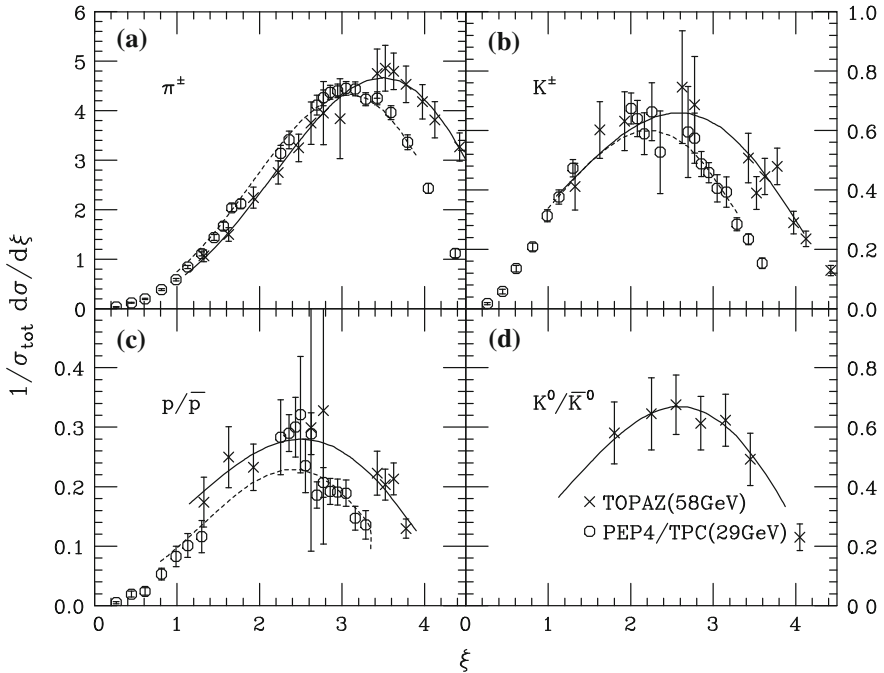 (a)
π±
(b)
K±
1.0
0.8
0.6
0.4
0.2
0.0
6
5
4
3
2
1
0
(c)
p/p̅
(d)
K⁰/K̅⁰
× TOPAZ(58GeV)
○ PEP4/TPC(29GeV)
0.4
0.3
0.2
0.1
0.0
0.8
0.6
0.4
0.2
0.0
0 1 2 3 4 0 1 2 3 4 5
ξ
1/σtot dσ/dξ